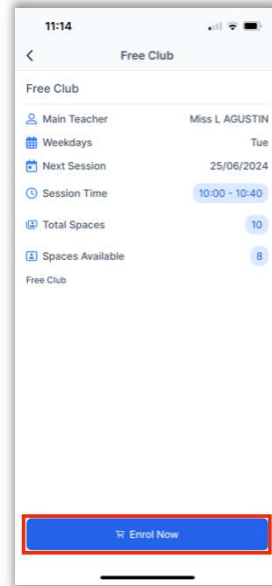 11:14
Free Club
Free Club
Main Teacher Miss L AGUSTIN
Weekdays Tue
Next Session 25/06/2024
Session Time 10:00 - 10:40
Total Spaces 10
Spaces Available 8
Free Club
Enrol Now